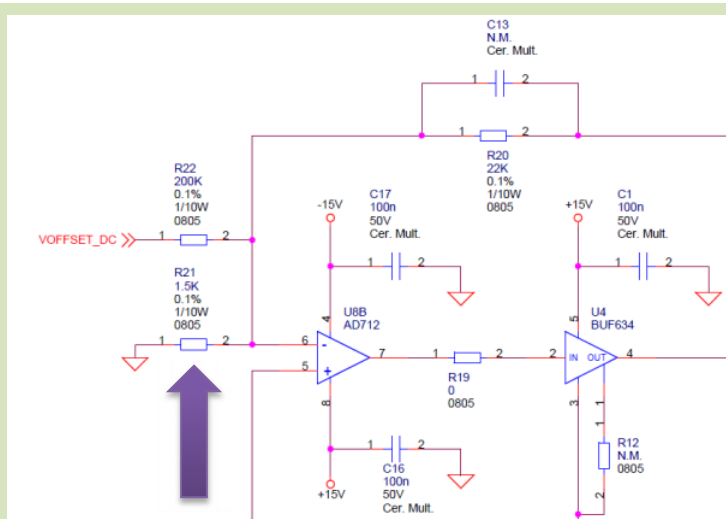 C13
N.M.
Cer. Mult.
1
2
1
2
R20
22K
0.1%
1/10W
0805
R22
200K
0.1%
1/10W
0805
VOFFSET_DC
1
2
R21
1.5K
0.1%
1/10W
0805
1
2
-15V
C17
100n
50V
Cer. Mult.
1
2
+15V
C1
100n
50V
Cer. Mult.
1
2
4
U8B
AD712
6
-
5
+
7
8
1
2
R19
0
0805
5
U4
BUF634
2
IN
OUT
4
3
1
1
R12
N.M.
0805
2
1
2
C16
100n
50V
Cer. Mult.
+15V